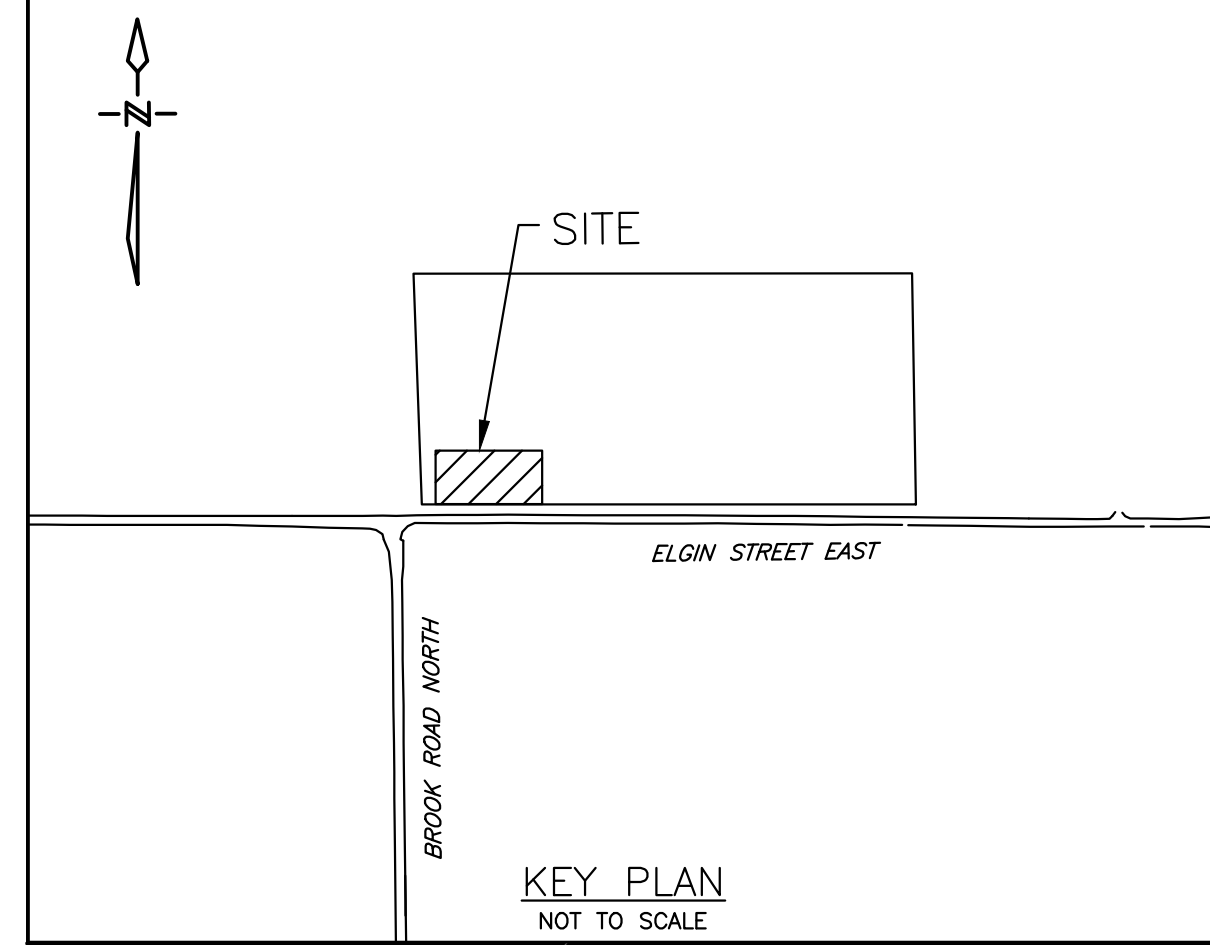 N
SITE
ELGIN STREET EAST
BROOK ROAD NORTH
KEY PLAN
NOT TO SCALE